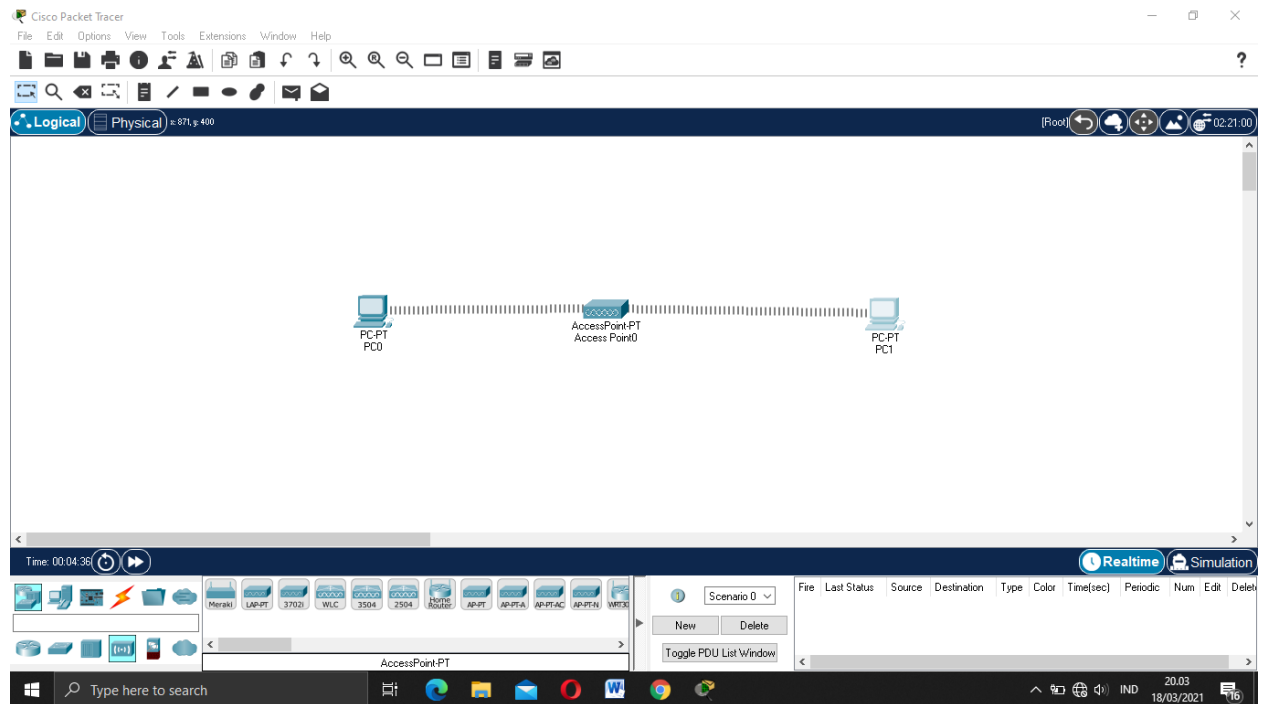 Cisco Packet Tracer
File Edit Options View Tools Extensions Window Help
?
Logical Physical x: 871, y: 400 [Root] 02:21:00
PC-PT
PC0
AccessPoint-PT
Access Point0
PC-PT
PC1
Time: 00:04:36 Realtime Simulation
Meraki LAP-PT 3702i WLC 3504 2504 Home Router AP-PT AP-PT-A AP-PT-AC AP-PT-N WRT30
Scenario 0
New Delete
Toggle PDU List Window
Fire Last Status Source Destination Type Color Time(sec) Periodic Num Edit Delet
AccessPoint-PT
Type here to search
IND
20.03
18/03/2021
16